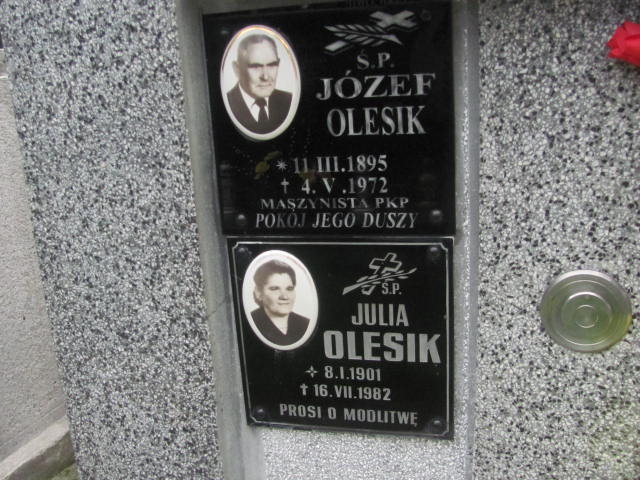 Ś.P.
JÓZEF
OLESIK
* 11.III.1895
† 4.V.1972
MASZYNISTA PKP
POKÓJ JEGO DUSZY
Ś.P.
JULIA
OLESIK
✢ 8.I.1901
† 16.VII.1982
PROSI O MODLITWĘ